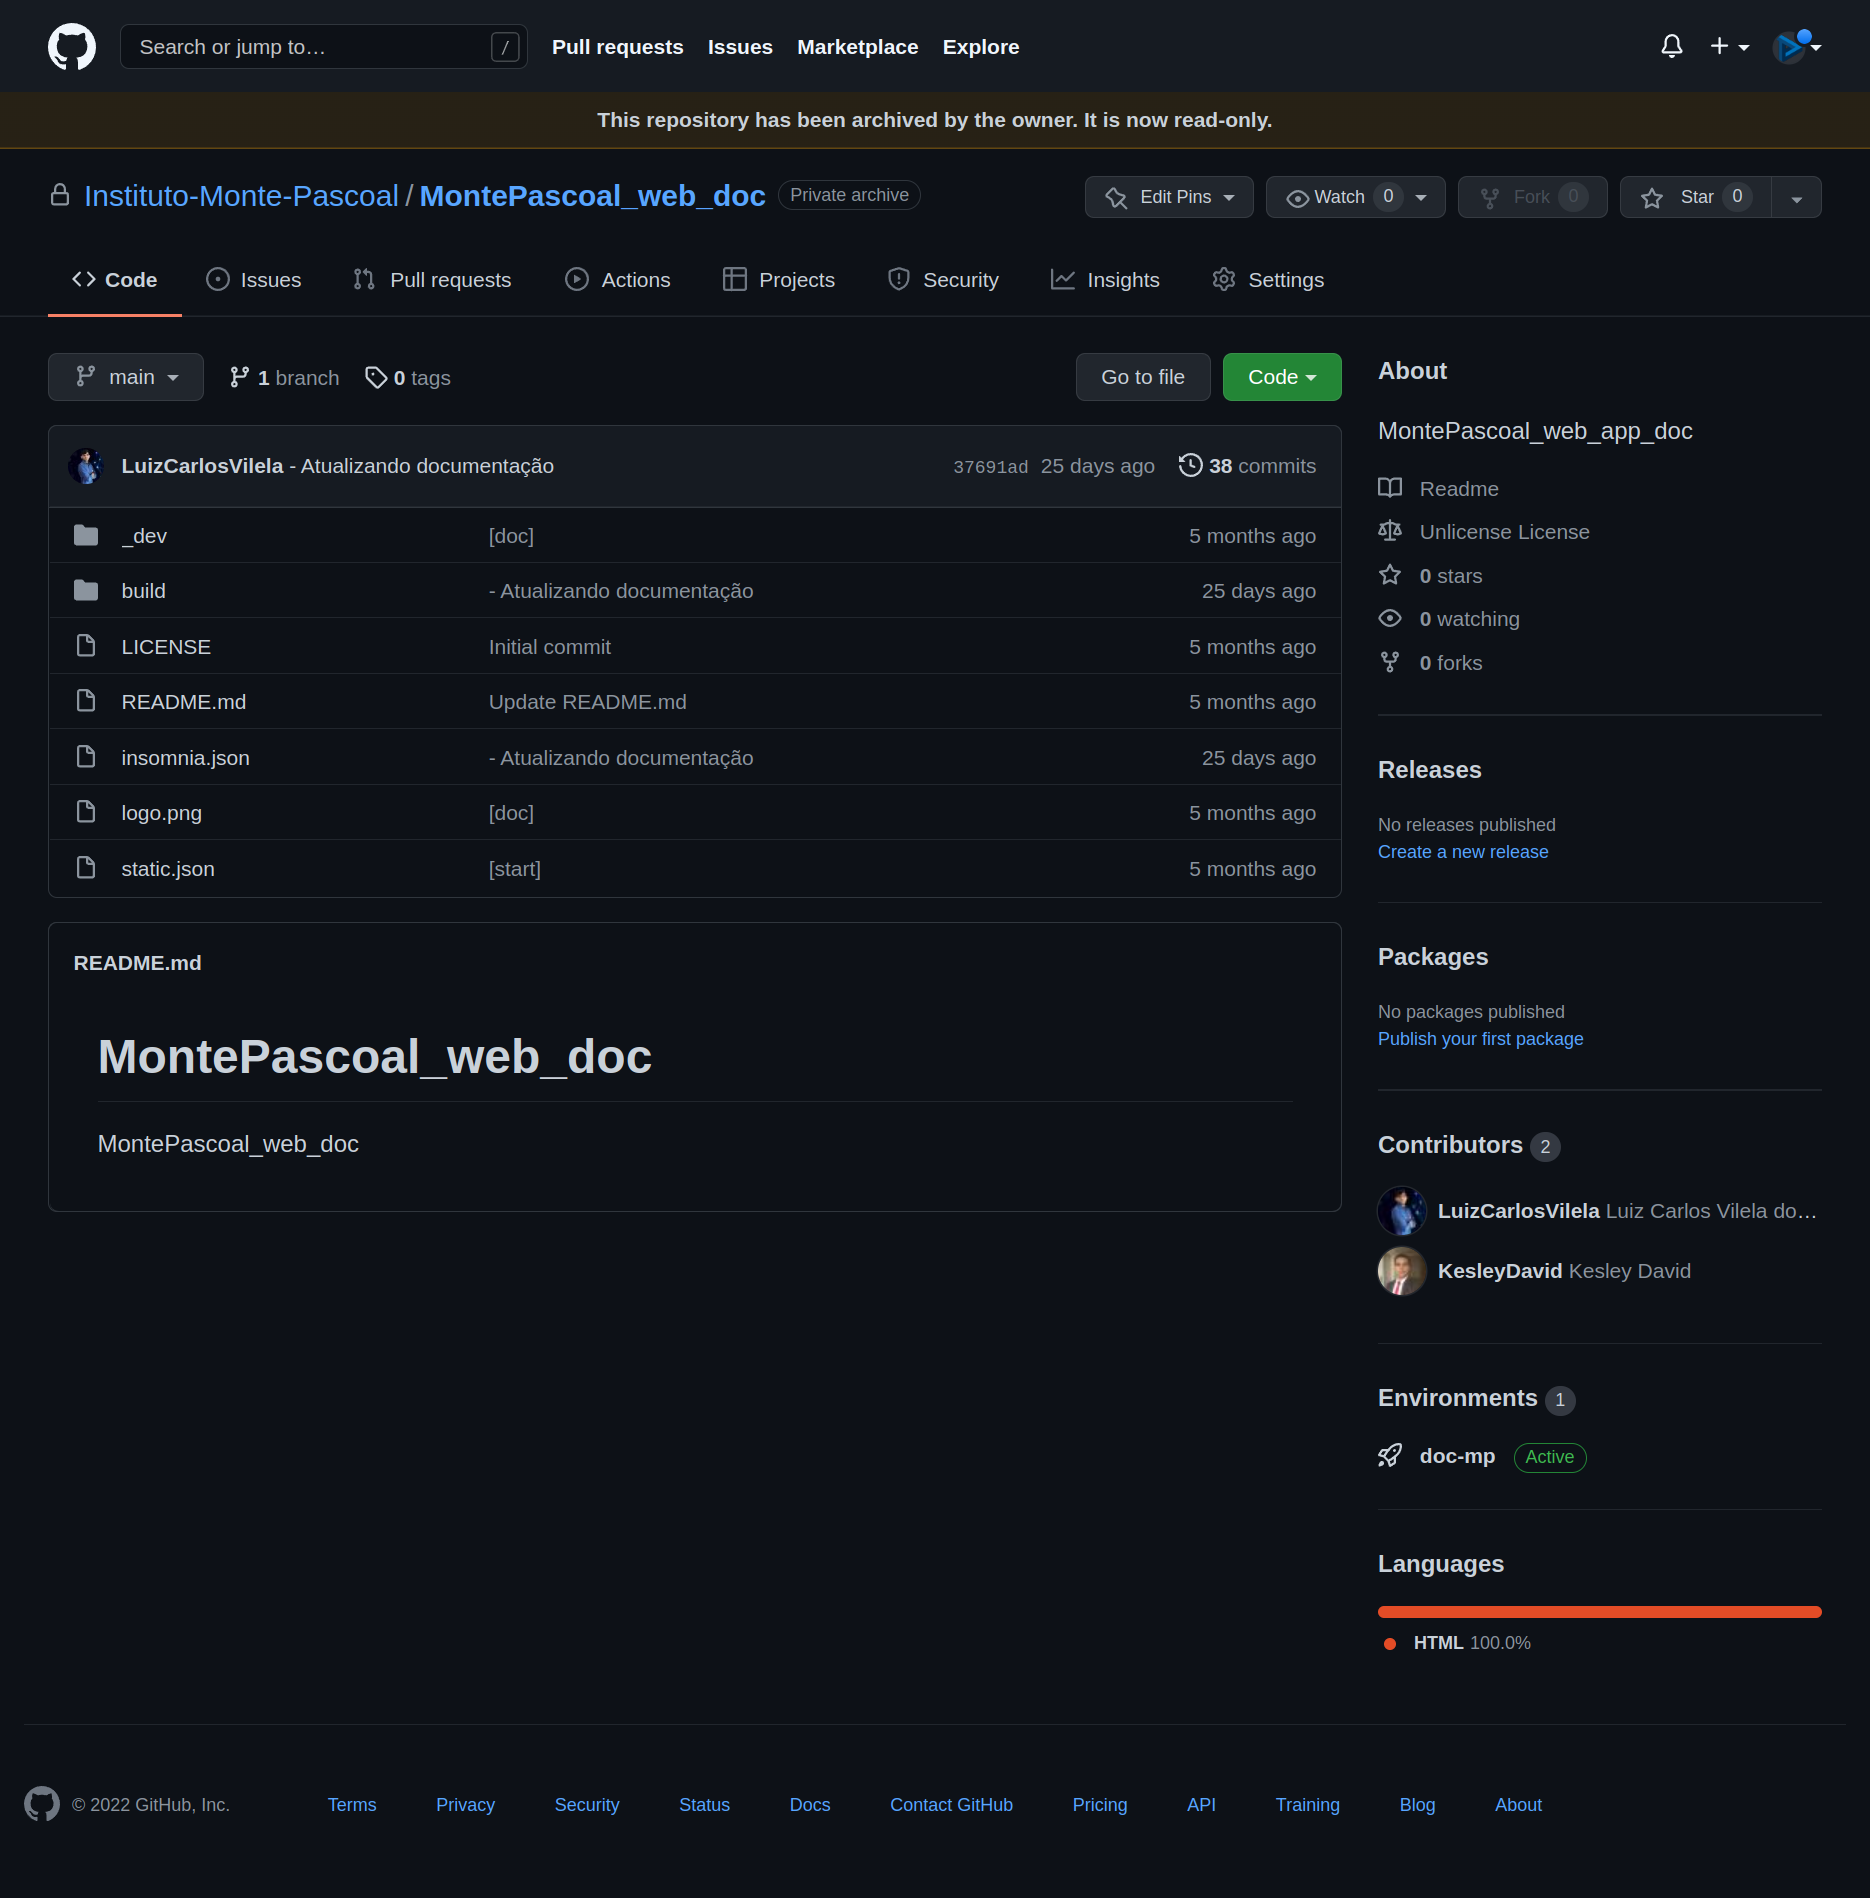 Search or jump to… /
Pull requests Issues Marketplace Explore
This repository has been archived by the owner. It is now read-only.
Instituto-Monte-Pascoal / MontePascoal_web_doc Private archive
Edit Pins Watch 0 Fork 0 Star 0
Code Issues Pull requests Actions Projects Security Insights Settings
main 1 branch 0 tags Go to file Code
LuizCarlosVilela - Atualizando documentação 37691ad 25 days ago 38 commits
_dev [doc] 5 months ago
build - Atualizando documentação 25 days ago
LICENSE Initial commit 5 months ago
README.md Update README.md 5 months ago
insomnia.json - Atualizando documentação 25 days ago
logo.png [doc] 5 months ago
static.json [start] 5 months ago
README.md
MontePascoal_web_doc
MontePascoal_web_doc
About
MontePascoal_web_app_doc
Readme
Unlicense License
0 stars
0 watching
0 forks
Releases
No releases published
Create a new release
Packages
No packages published
Publish your first package
Contributors 2
LuizCarlosVilela Luiz Carlos Vilela do…
KesleyDavid Kesley David
Environments 1
doc-mp Active
Languages
HTML 100.0%
© 2022 GitHub, Inc. Terms Privacy Security Status Docs Contact GitHub Pricing API Training Blog About